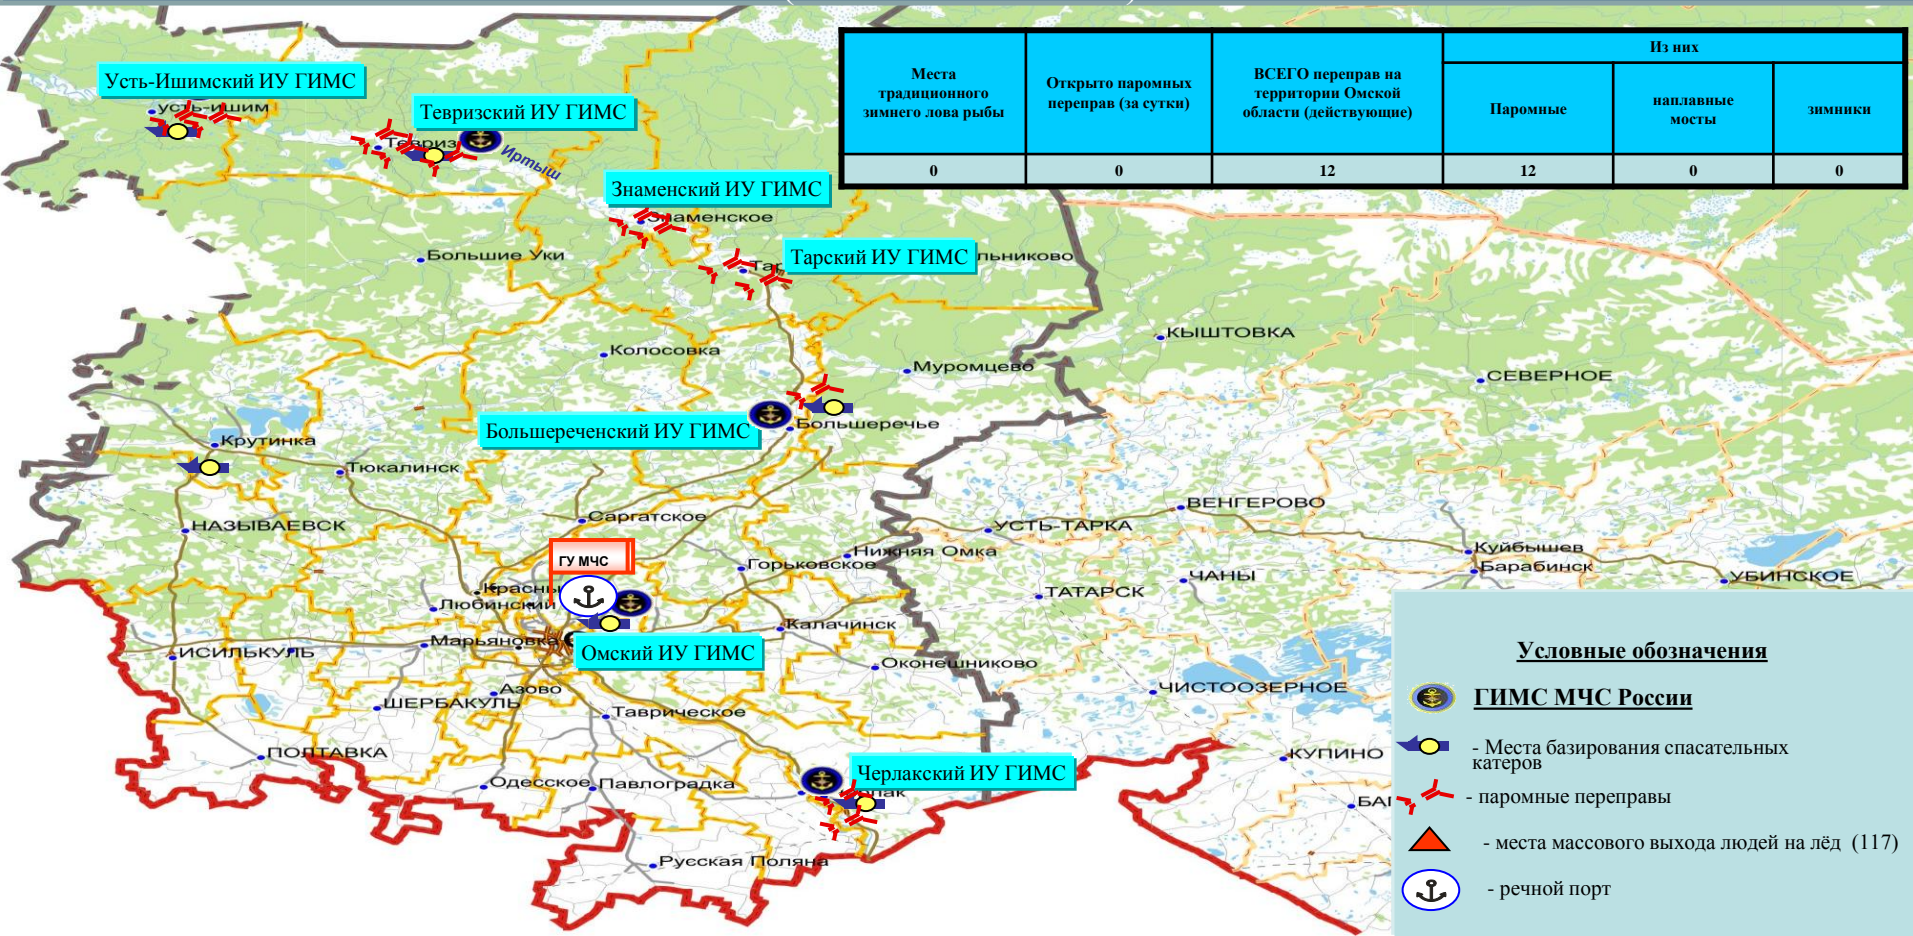 Места
традиционного
зимнего лова рыбы
Открыто паромных
переправ (за сутки)
ВСЕГО переправ на
территории Омской
области (действующие)
Из них
Паромные
наплавные
мосты
зимники
0
0
12
12
0
0
Усть-Ишимский ИУ ГИМС
усть-ишим
Тевризский ИУ ГИМС
Иртыш
Знаменский ИУ ГИМС
Знаменское
Тарский ИУ ГИМС
льниково
Большие Уки
КЫШТОВКА
Колосовка
Муромцево
СЕВЕРНОЕ
Большереченский ИУ ГИМС
Большеречье
Крутинка
Тюкалинск
НАЗЫВАЕВСК
Саргатское
ВЕНГЕРОВО
УСТЬ-ТАРКА
Нижняя Омка
Куйбышев
Барабинск
УБИНСКОЕ
ГУ МЧС
Горьковское
ЧАНЫ
ТАТАРСК
Красны
Любинский
Калачинск
Марьяновка
ИСИЛЬКУЛЬ
Омский ИУ ГИМС
Оконешниково
Азово
ЧИСТООЗЕРНОЕ
ШЕРБАКУЛЬ
Таврическое
ПОЛТАВКА
КУПИНО
Черлакский ИУ ГИМС
Одесское
Павлоградка
Русская Поляна
Условные обозначения
ГИМС МЧС России
- Места базирования спасательных
катеров
- паромные переправы
- места массового выхода людей на лёд (117)
- речной порт